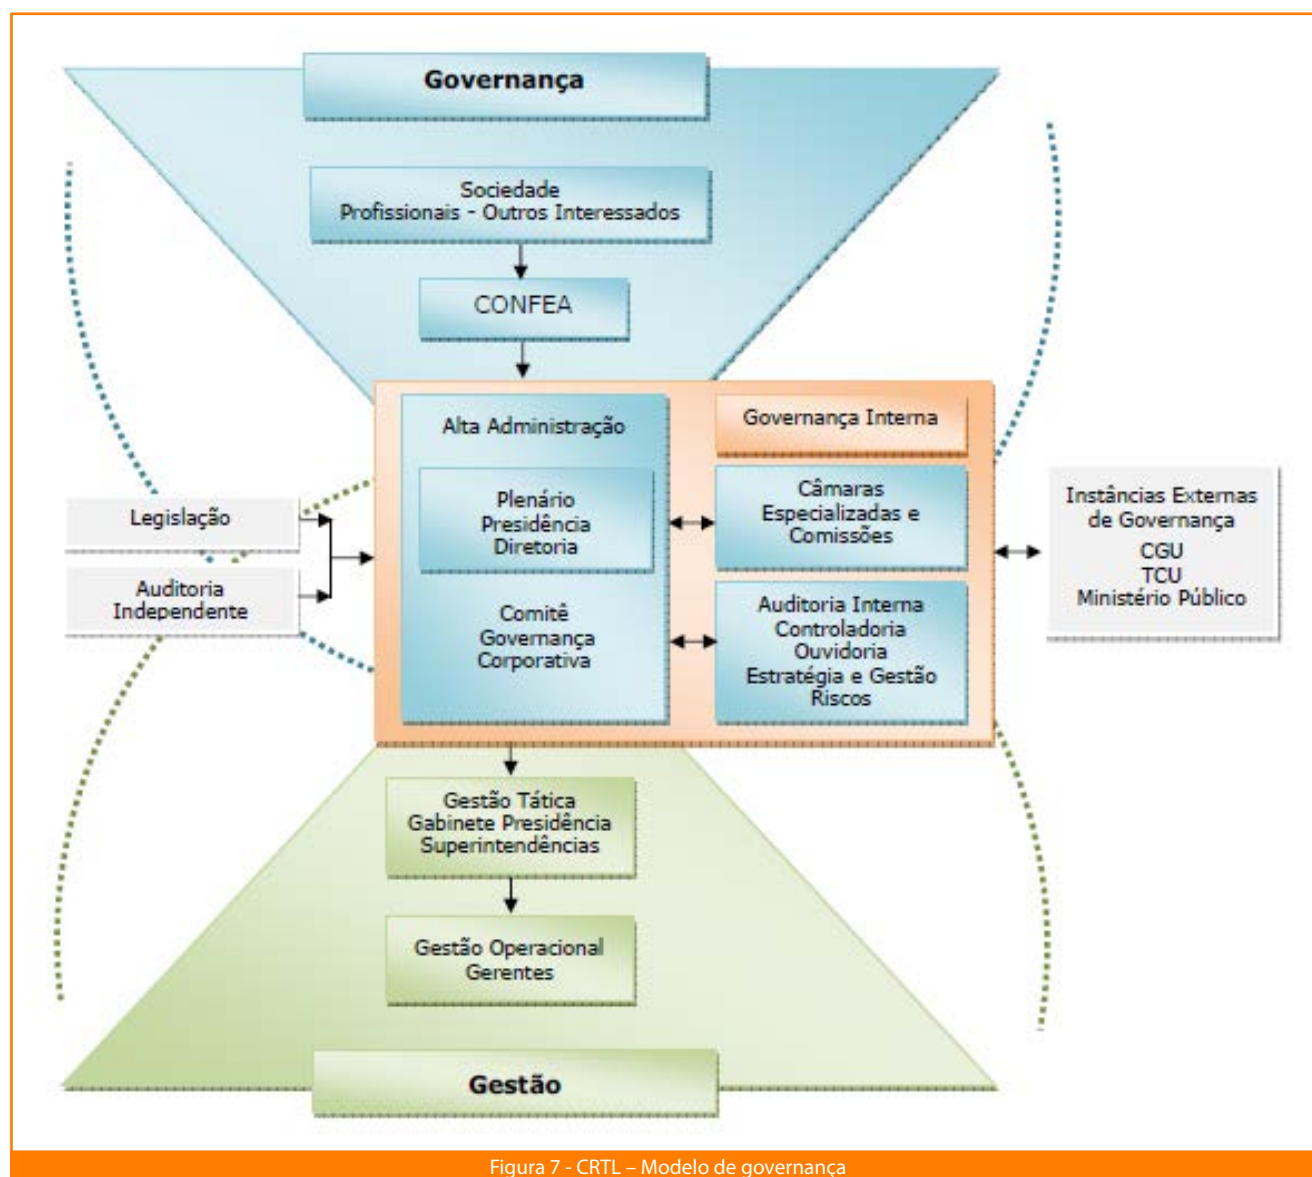 Governança
Sociedade
Profissionais - Outros Interessados
CONFEA
Alta Administração
Plenário
Presidência
Diretoria
Comitê
Governança
Corporativa
Governança Interna
Câmaras
Especializadas e
Comissões
Auditoria Interna
Controladoria
Ouvidoria
Estratégia e Gestão
Riscos
Legislação
Auditoria
Independente
Instâncias Externas
de Governança
CGU
TCU
Ministério Público
Gestão Tática
Gabinete Presidência
Superintendências
Gestão Operacional
Gerentes
Gestão
Figura 7 - CRTL – Modelo de governança